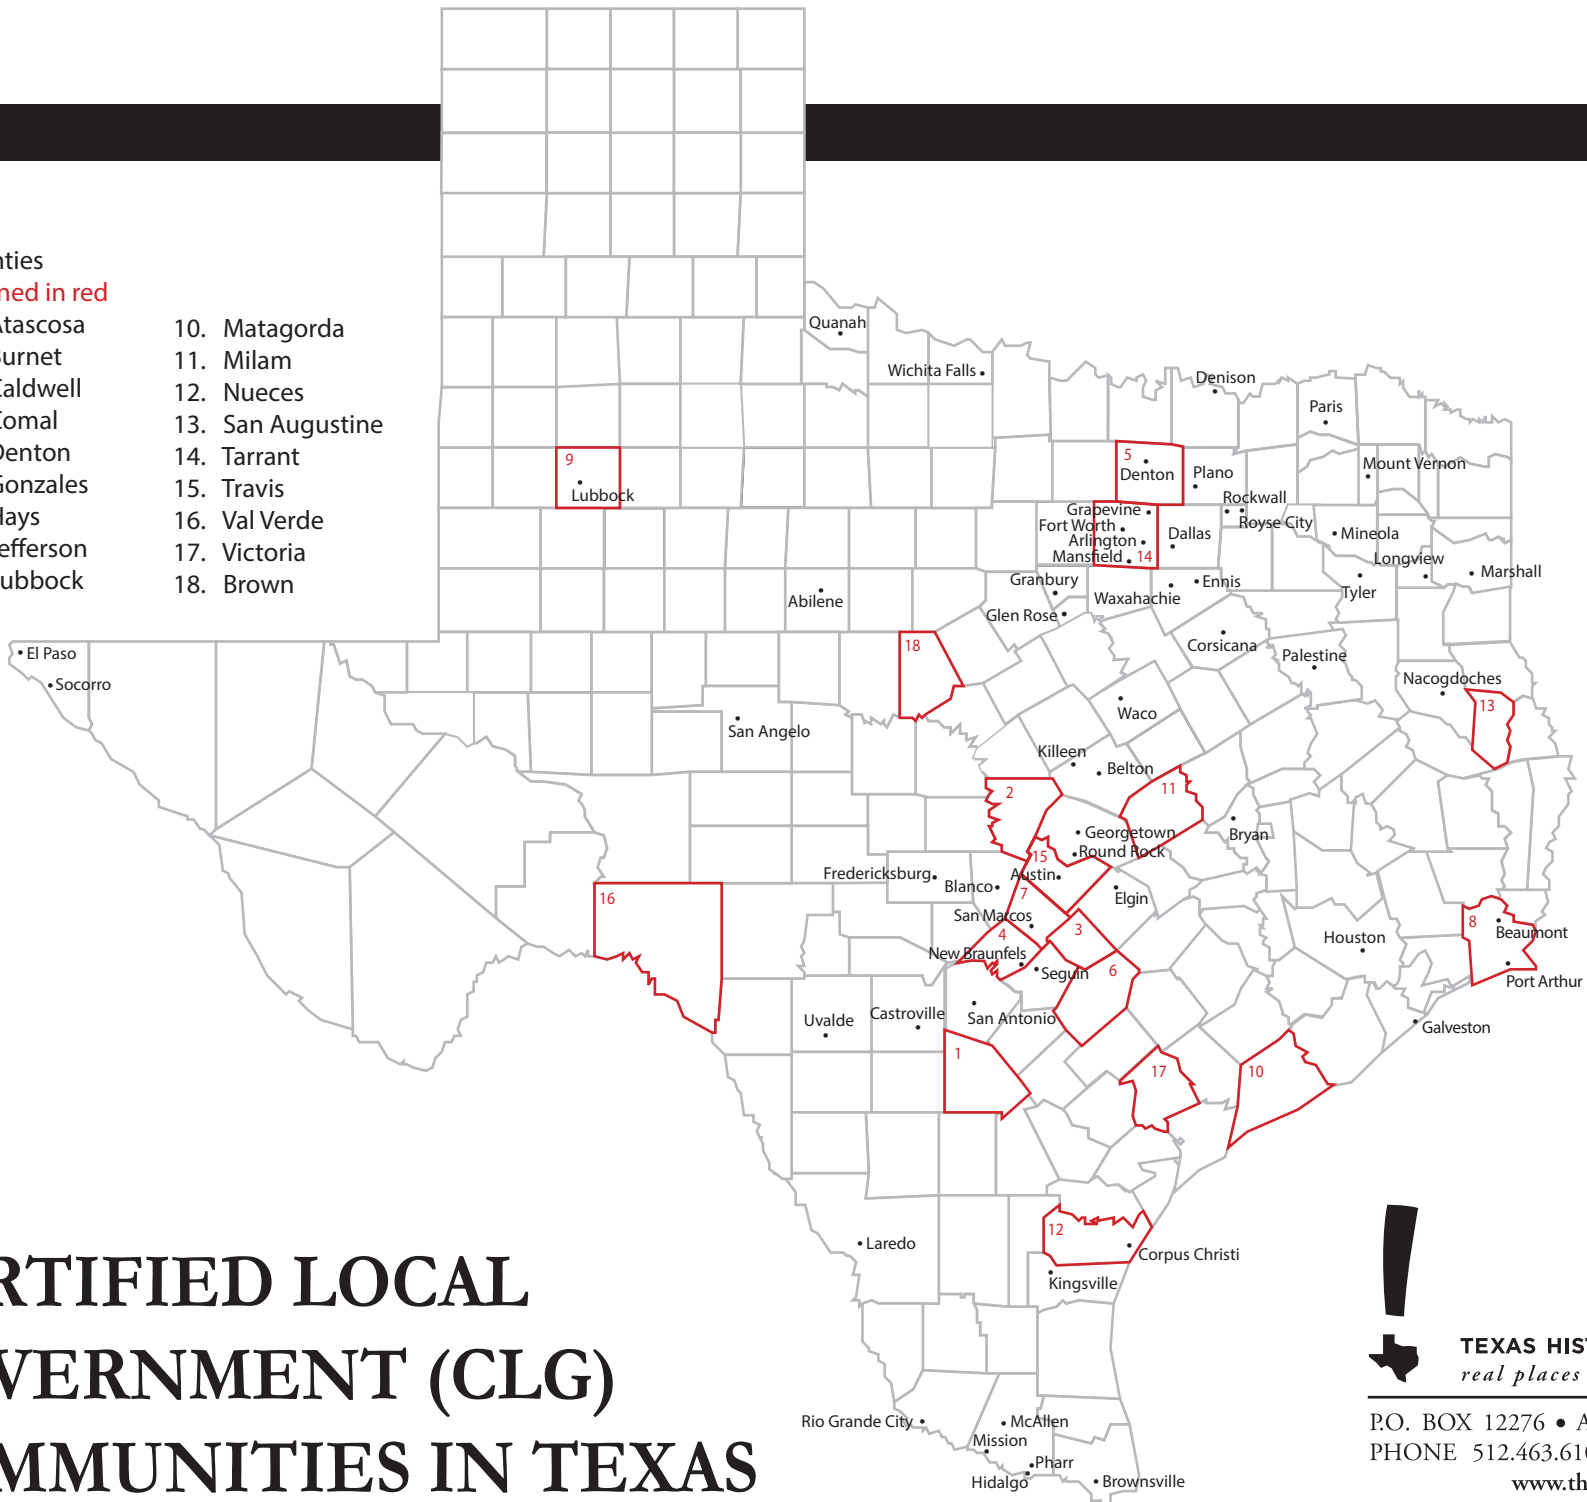 nties
ned in red
Atascosa
Burnet
Caldwell
Comal
Denton
Gonzales
Hays
efferson
ubbock
10. Matagorda
11. Milam
12. Nueces
13. San Augustine
14. Tarrant
15. Travis
16. Val Verde
17. Victoria
18. Brown
Quanah
Wichita Falls
Denison
Paris
9
Lubbock
5
Denton
Plano
Mount Vernon
Rockwall
Royse City
Grapevine
Fort Worth
Arlington
Mansfield
14
Dallas
Mineola
Longview
Marshall
Granbury
Waxahachie
Ennis
Tyler
Abilene
Glen Rose
18
Corsicana
Palestine
El Paso
Socorro
Nacogdoches
13
Waco
San Angelo
Killeen
Belton
2
11
Georgetown
Round Rock
Bryan
15
Austin
Fredericksburg
Blanco
7
Elgin
16
San Marcos
3
4
New Braunfels
Seguin
6
Houston
8
Beaumont
Port Arthur
Uvalde
Castroville
San Antonio
Galveston
1
17
10
12
Laredo
Corpus Christi
Kingsville
Rio Grande City
McAllen
Mission
Pharr
Hidalgo
Brownsville
RTIFIED LOCAL
VERNMENT (CLG)
MMUNITIES IN TEXAS
TEXAS HIS
real places
P.O. BOX 12276 • A
PHONE 512.463.610
www.th